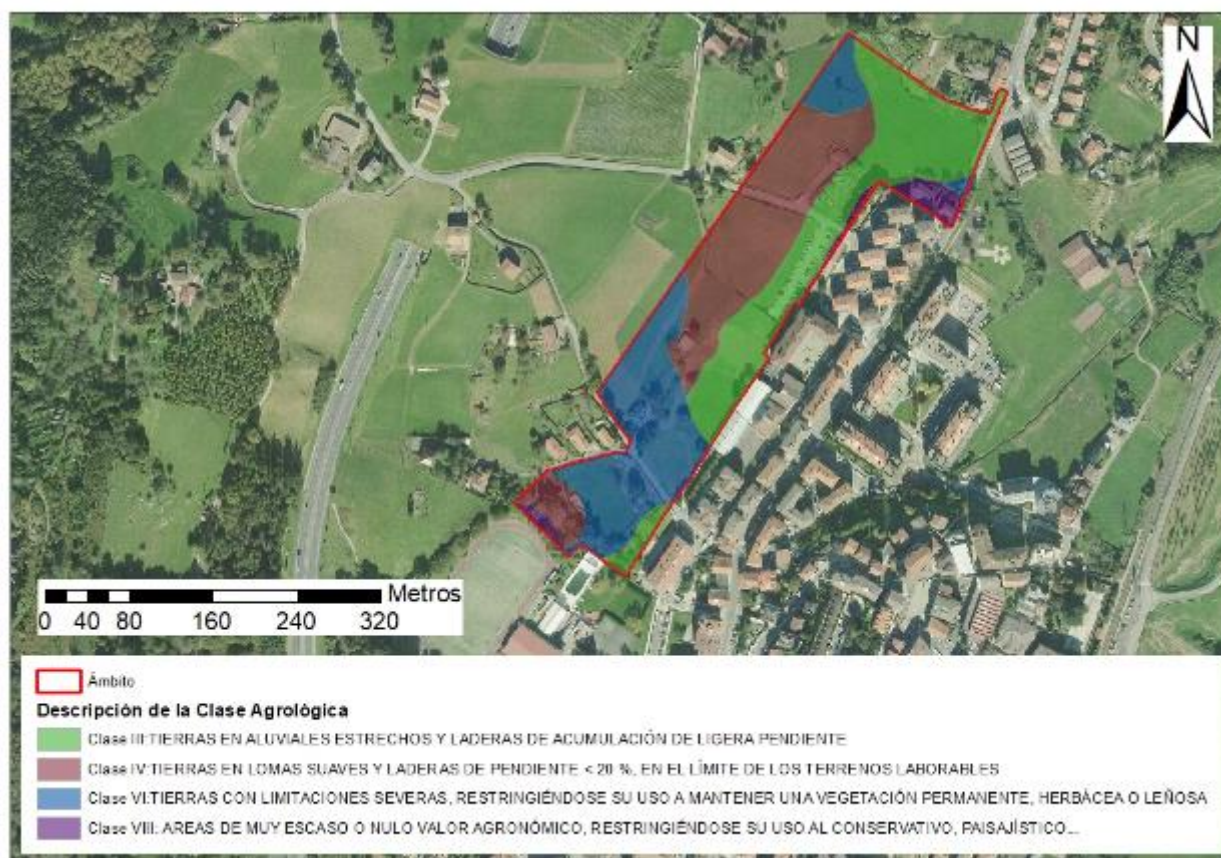 N
Metros
0 40 80 160 240 320
Ámbito
Descripción de la Clase Agrológica
Clase III:TIERRAS EN ALUVIALES ESTRECHOS Y LADERAS DE ACUMULACIÓN DE LIGERA PENDIENTE
Clase IV:TIERRAS EN LOMAS SUAVES Y LADERAS DE PENDIENTE < 20 %, EN EL LÍMITE DE LOS TERRENOS LABORABLES
Clase VI:TIERRAS CON LIMITACIONES SEVERAS, RESTRINGIÉNDOSE SU USO A MANTENER UNA VEGETACIÓN PERMANENTE, HERBÁCEA O LEÑOSA
Clase VIII: AREAS DE MUY ESCASO O NULO VALOR AGRONÓMICO, RESTRINGIÉNDOSE SU USO AL CONSERVATIVO, PAISAJÍSTICO...